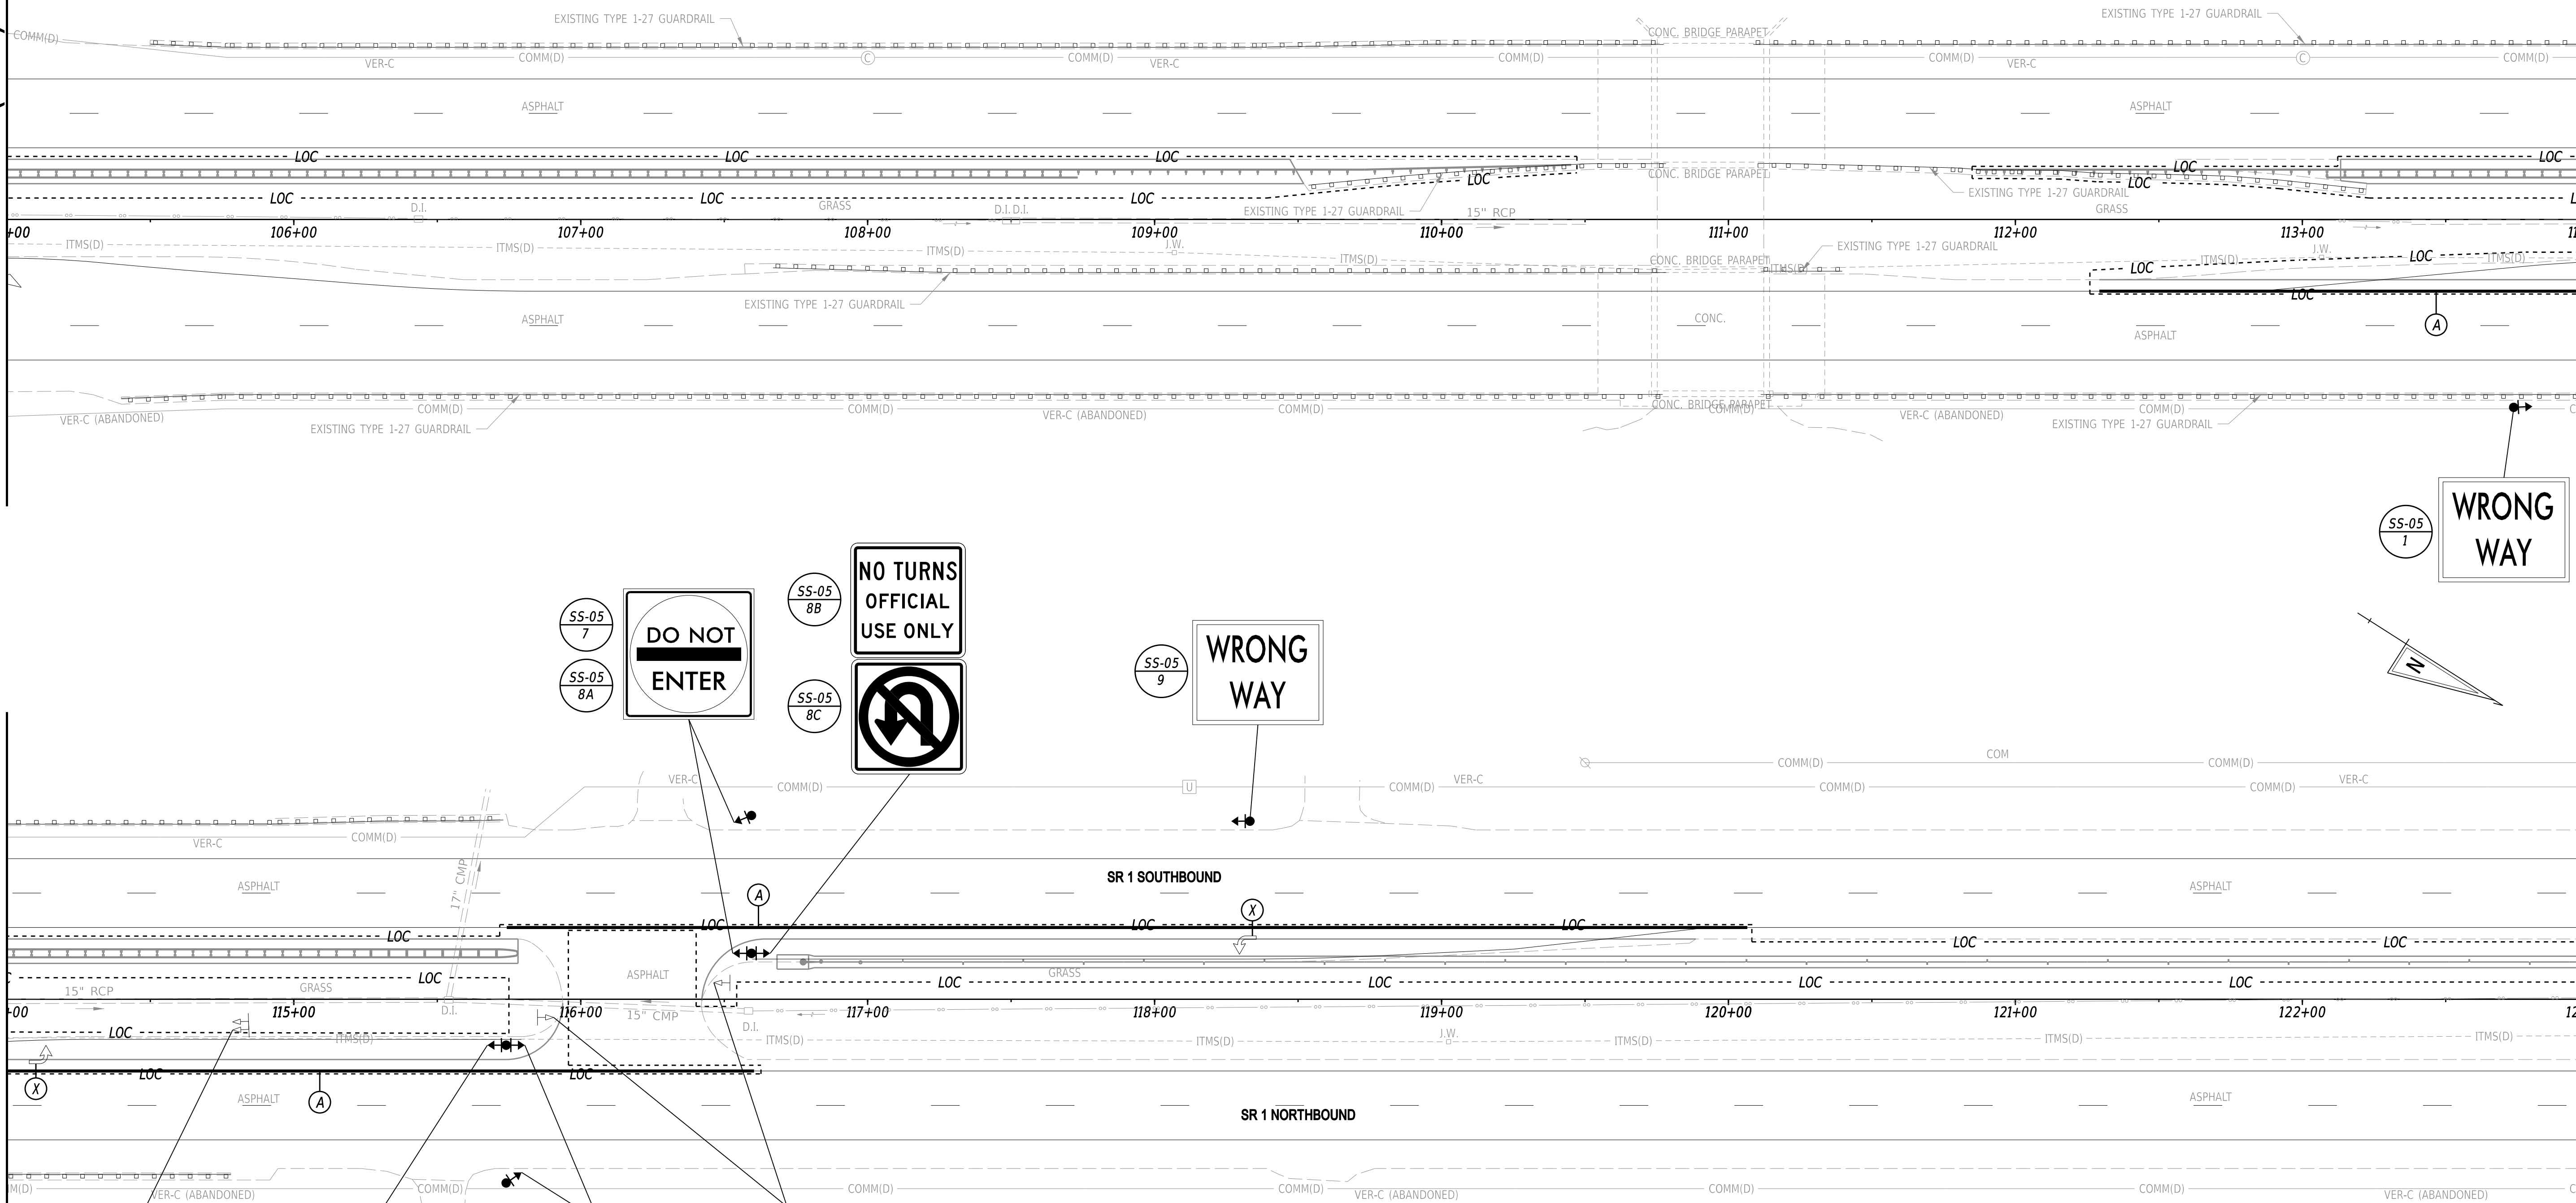 EXISTING TYPE 1-27 GUARDRAIL
EXISTING TYPE 1-27 GUARDRAIL
COMM(D)
CONC. BRIDGE PARAPET
VER-C
COMM(D)
C
COMM(D)
VER-C
COMM(D)
COMM(D)
VER-C
C
COMM(D)
ASPHALT
ASPHALT
LOC
LOC
LOC
LOC
LOC
CONC. BRIDGE PARAPET
LOC
LOC
EXISTING TYPE 1-27 GUARDRAIL
LOC
LOC
LOC
D.I.
GRASS
D.I.
D.I.
EXISTING TYPE 1-27 GUARDRAIL
15" RCP
GRASS
+00
106+00
107+00
108+00
109+00
110+00
111+00
112+00
113+00
ITMS(D)
ITMS(D)
ITMS(D)
J.W.
ITMS(D)
CONC. BRIDGE PARAPET
ITMS(D)
EXISTING TYPE 1-27 GUARDRAIL
ITMS(D)
J.W.
LOC
ITMS(D)
LOC
LOC
EXISTING TYPE 1-27 GUARDRAIL
ASPHALT
CONC.
ASPHALT
A
VER-C (ABANDONED)
COMM(D)
COMM(D)
VER-C (ABANDONED)
COMM(D)
CONC. BRIDGE PARAPET
COMM(D)
VER-C (ABANDONED)
COMM(D)
EXISTING TYPE 1-27 GUARDRAIL
EXISTING TYPE 1-27 GUARDRAIL
SS-05
1
WRONG
WAY
SS-05
7
SS-05
8A
DO NOT
ENTER
SS-05
8B
NO TURNS
OFFICIAL
USE ONLY
SS-05
8C
SS-05
9
WRONG
WAY
N
VER-C
COMM(D)
U
COMM(D)
VER-C
COMM(D)
COM
COMM(D)
COMM(D)
COMM(D)
VER-C
VER-C
COMM(D)
17" CMP
ASPHALT
SR 1 SOUTHBOUND
ASPHALT
A
X
LOC
LOC
LOC
LOC
LOC
LOC
LOC
ASPHALT
GRASS
LOC
LOC
LOC
LOC
15" RCP
GRASS
D.I.
15" CMP
D.I.
+00
115+00
116+00
117+00
118+00
119+00
120+00
121+00
122+00
LOC
ITMS(D)
ITMS(D)
ITMS(D)
J.W.
ITMS(D)
ITMS(D)
ITMS(D)
X
LOC
A
LOC
ASPHALT
ASPHALT
SR 1 NORTHBOUND
VER-C (ABANDONED)
COMM(D)
COMM(D)
COMM(D)
VER-C (ABANDONED)
COMM(D)
COMM(D)
VER-C (ABANDONED)